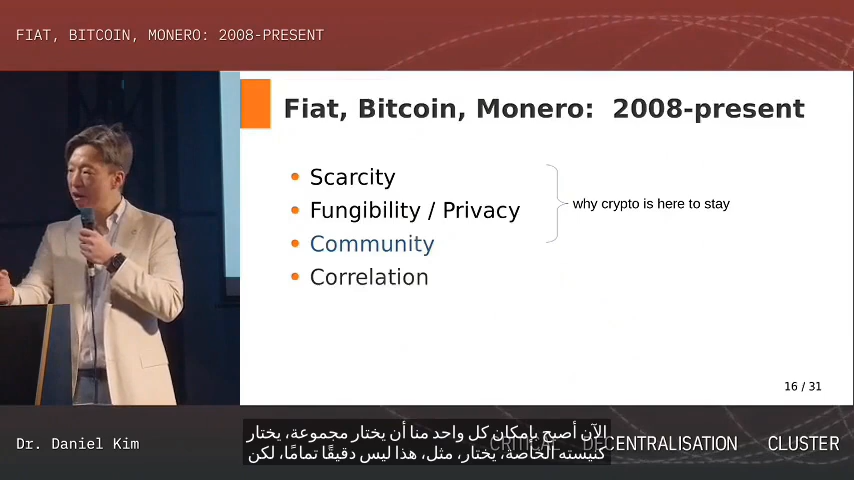 FIAT, BITCOIN, MONERO: 2008-PRESENT
Fiat, Bitcoin, Monero: 2008-present
Scarcity
Fungibility / Privacy
why crypto is here to stay
Community
Correlation
16 / 31
Dr. Daniel Kim
CRITICAL DECENTRALISATION CLUSTER
الآن أصبح بإمكان كل واحد منا أن يختار مجموعة، يختار
كنيسته الخاصة، يختار، مثل، هذا ليس دقيقًا تمامًا، لكن